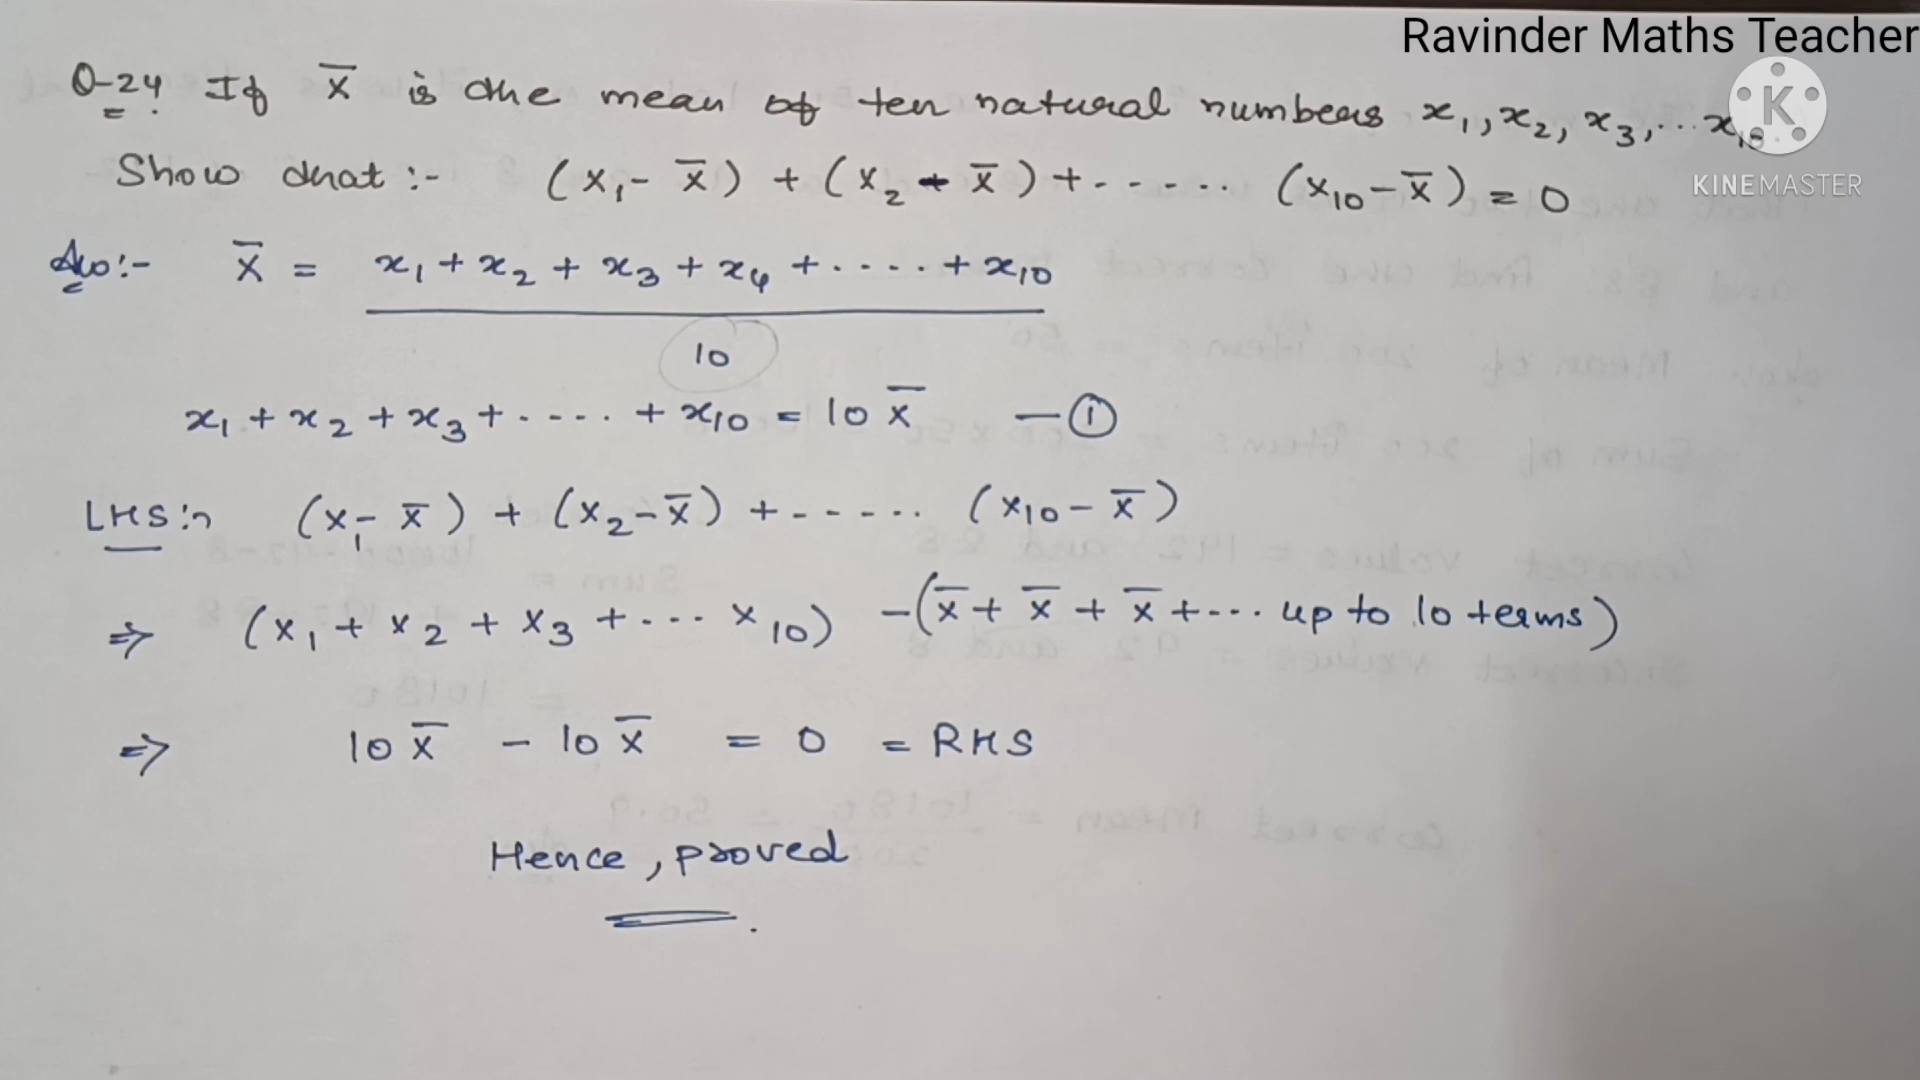 Ravinder Maths Teacher
Q-24. If x̄ is the mean of ten natural numbers x₁, x₂, x₃, ... x₁₀
KINEMASTER
Show that :- (x₁ - x̄) + (x₂ - x̄) + ...... (x₁₀ - x̄) = 0
Ans:- x̄ = x₁ + x₂ + x₃ + x₄ + ..... + x₁₀
10
x₁ + x₂ + x₃ + ..... + x₁₀ = 10 x̄ —①
LHS:- (x₁ - x̄) + (x₂ - x̄) + ...... (x₁₀ - x̄)
⇒ (x₁ + x₂ + x₃ + ... x₁₀) - (x̄ + x̄ + x̄ + ... up to 10 terms)
⇒ 10 x̄ - 10 x̄ = 0 = RHS
Hence, proved